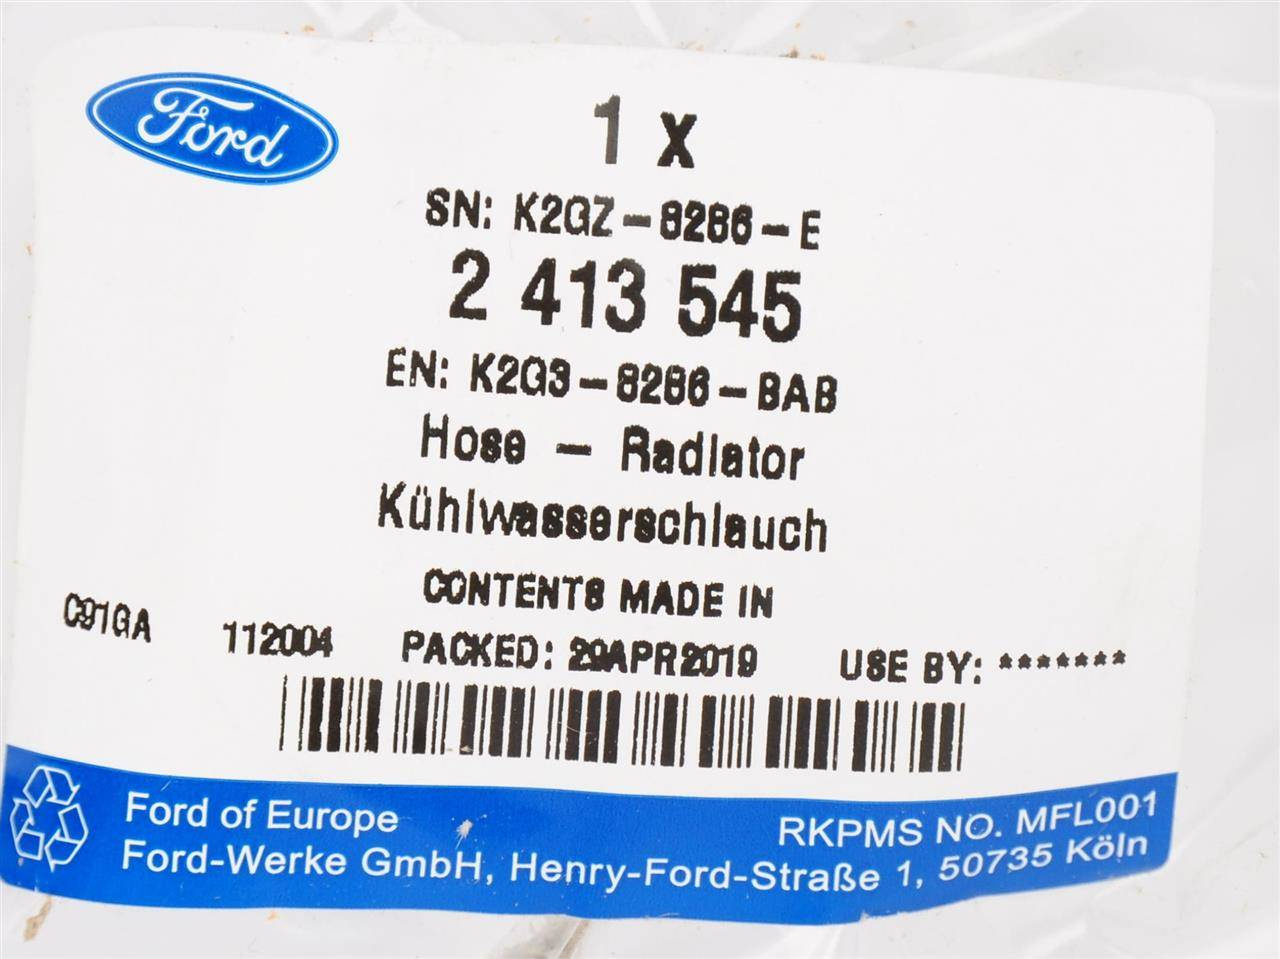 Ford
1 X
SN: K2GZ-8286-E
2 413 545
EN: K2G3-8286-BAB
Hose - Radiator
Kühlwasserschlauch
CONTENTS MADE IN
C91GA 112004 PACKED: 29APR2019 USE BY: *******
Ford of Europe RKPMS NO. MFL001
Ford-Werke GmbH, Henry-Ford-Straße 1, 50735 Köln